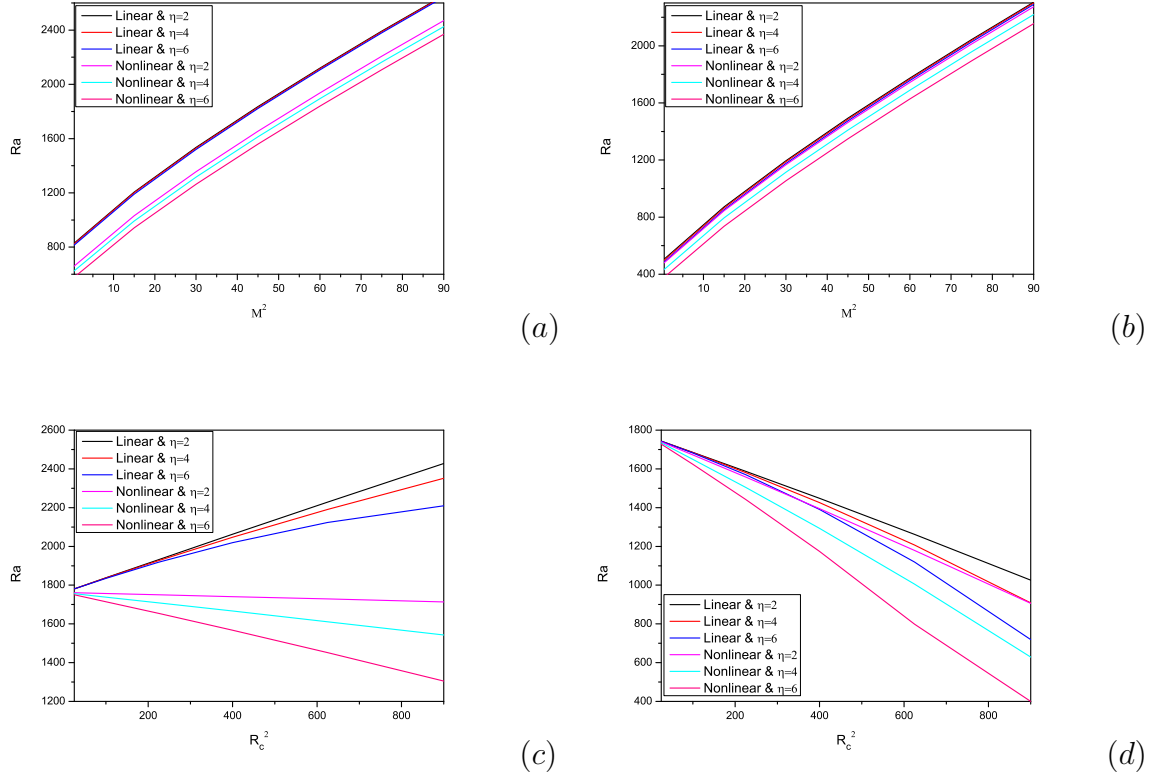 2600
2400
2000
1600
1200
800
Ra
Linear & η=2
Linear & η=4
Linear & η=6
Nonlinear & η=2
Nonlinear & η=4
Nonlinear & η=6
10 20 30 40 50 60 70 80 90
M²
(a)
2000
1600
1200
800
400
Ra
Linear & η=2
Linear & η=4
Linear & η=6
Nonlinear & η=2
Nonlinear & η=4
Nonlinear & η=6
10 20 30 40 50 60 70 80 90
M²
(b)
2600
2400
2200
2000
1800
1600
1400
1200
Ra
Linear & η=2
Linear & η=4
Linear & η=6
Nonlinear & η=2
Nonlinear & η=4
Nonlinear & η=6
200 400 600 800
R_c²
(c)
1800
1600
1400
1200
1000
800
600
400
Ra
Linear & η=2
Linear & η=4
Linear & η=6
Nonlinear & η=2
Nonlinear & η=4
Nonlinear & η=6
200 400 600 800
R_c²
(d)